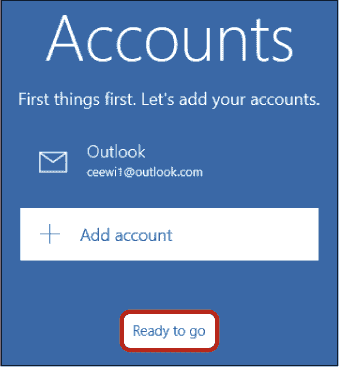 Accounts
First things first. Let's add your accounts.
Outlook
ceewi1@outlook.com
Add account
Ready to go